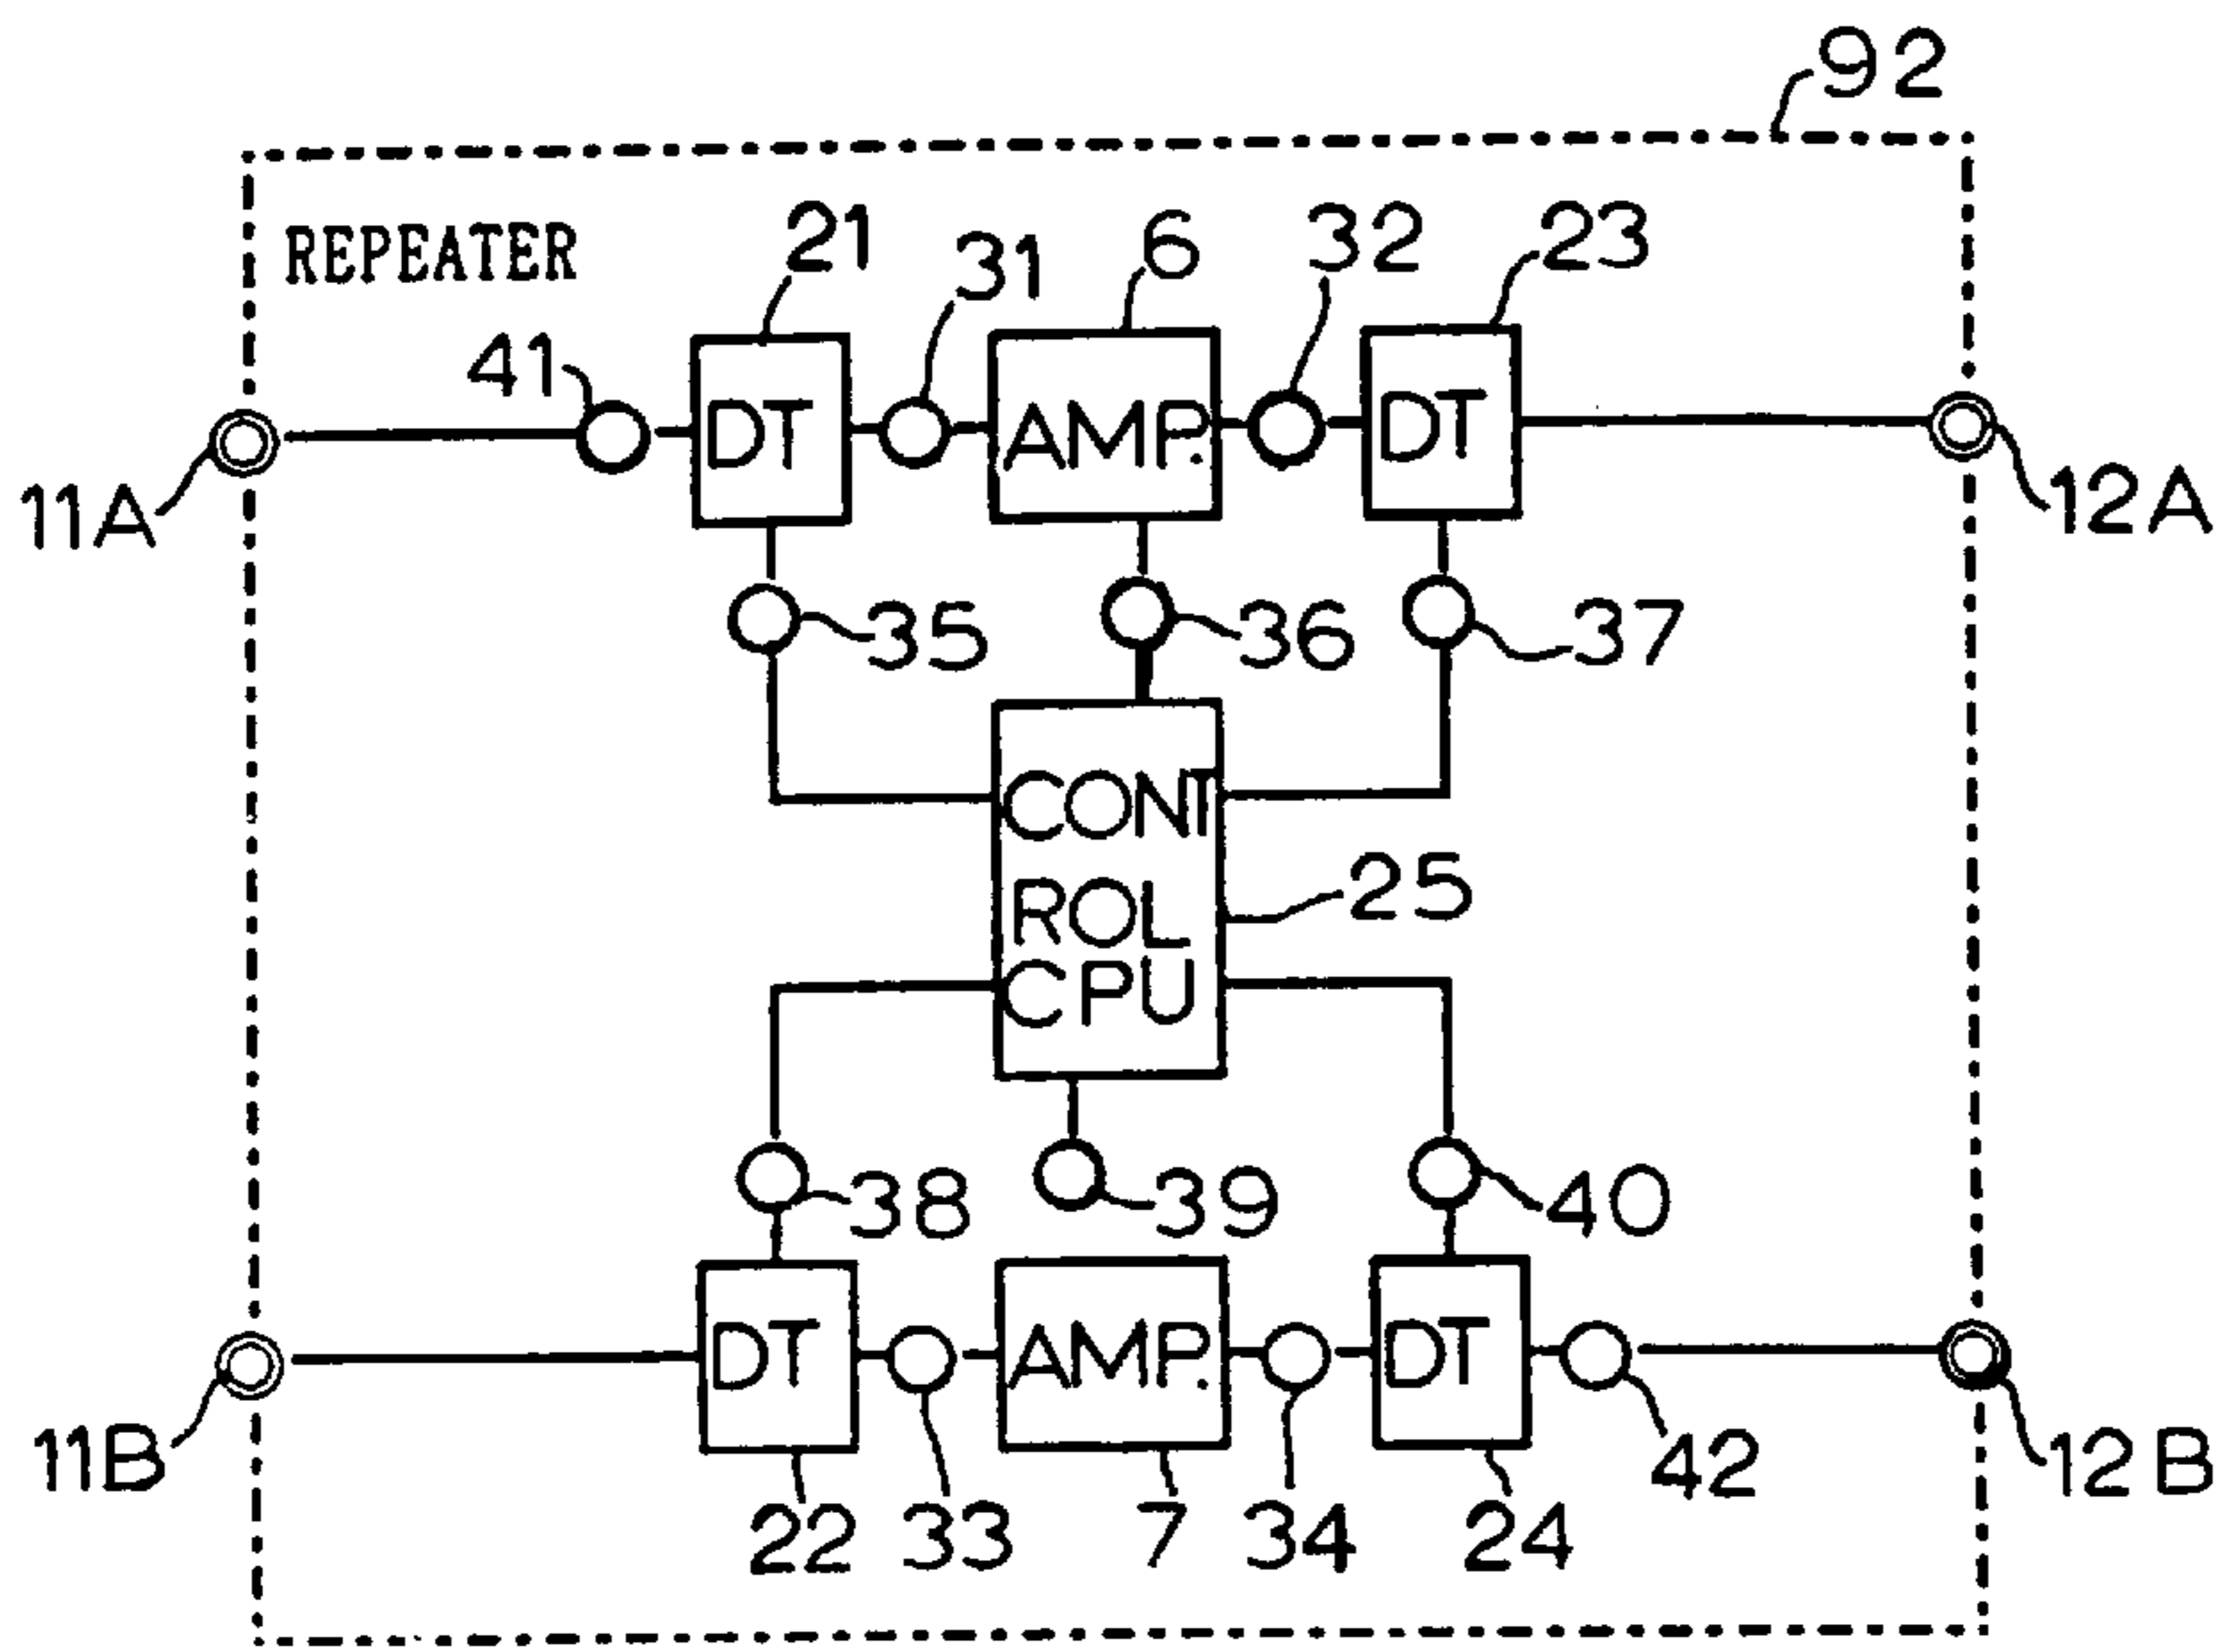 92
REPEATER
21
31
6
32
23
41
DT
AMP.
DT
11A
12A
35
36
37
CONT
ROL
CPU
25
38
39
40
DT
AMP.
DT
11B
12B
42
22
33
7
34
24